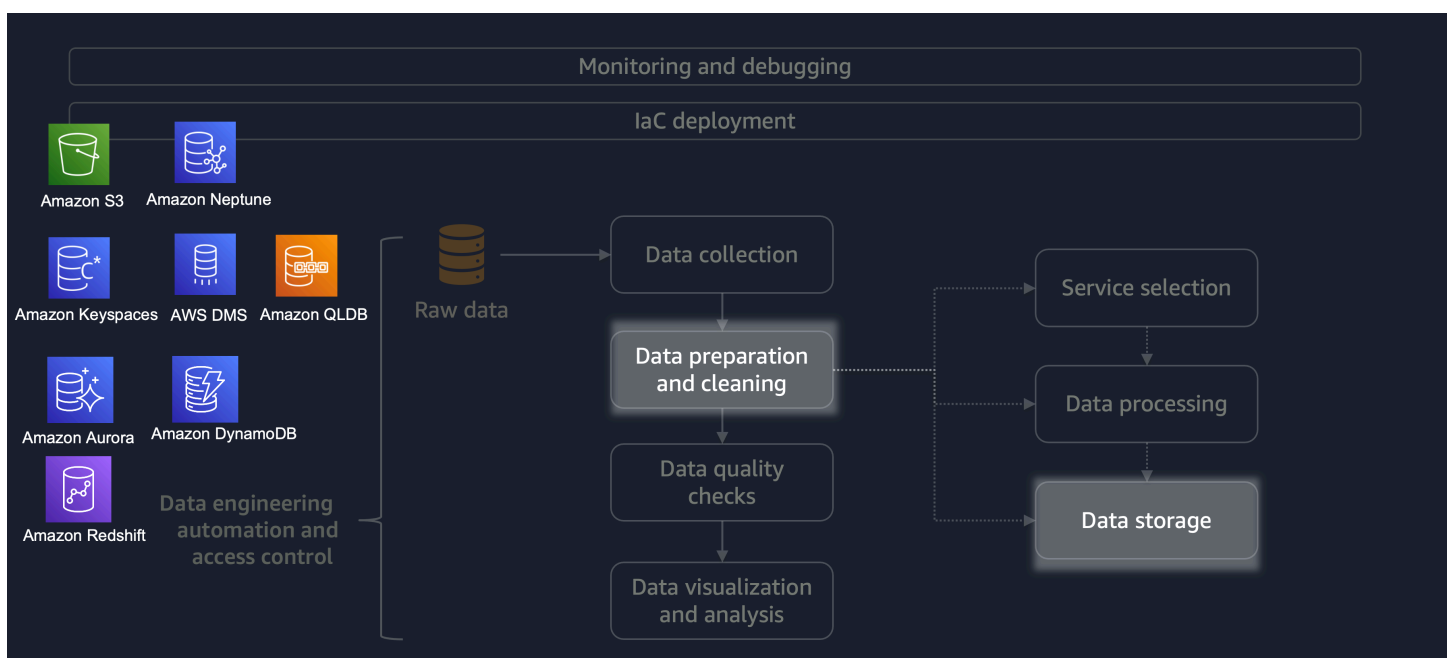 Monitoring and debugging
IaC deployment
Amazon S3
Amazon Neptune
Amazon Keyspaces
AWS DMS
Amazon QLDB
Amazon Aurora
Amazon DynamoDB
Amazon Redshift
Data engineering
automation and
access control
Raw data
Data collection
Data preparation
and cleaning
Data quality
checks
Data visualization
and analysis
Service selection
Data processing
Data storage